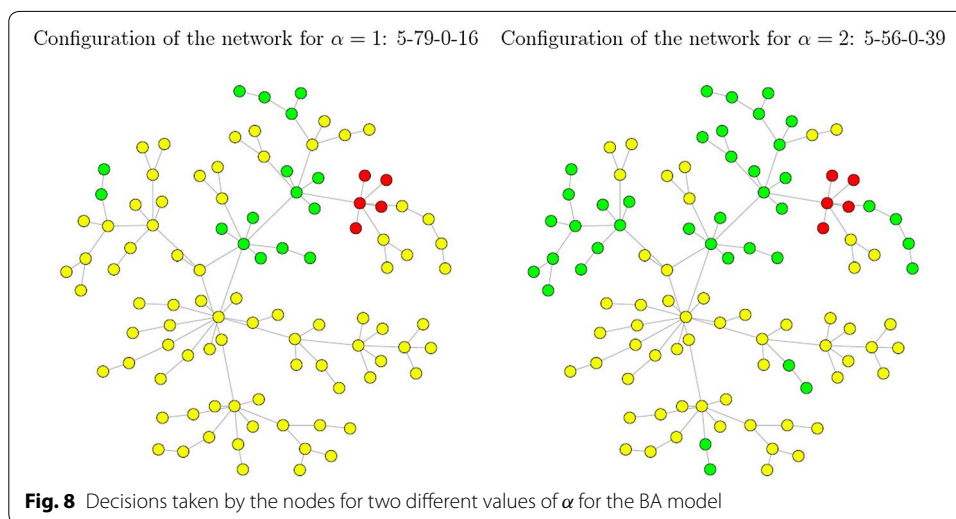 Configuration of the network for α = 1: 5-79-0-16 Configuration of the network for α = 2: 5-56-0-39
Fig. 8 Decisions taken by the nodes for two different values of α for the BA model